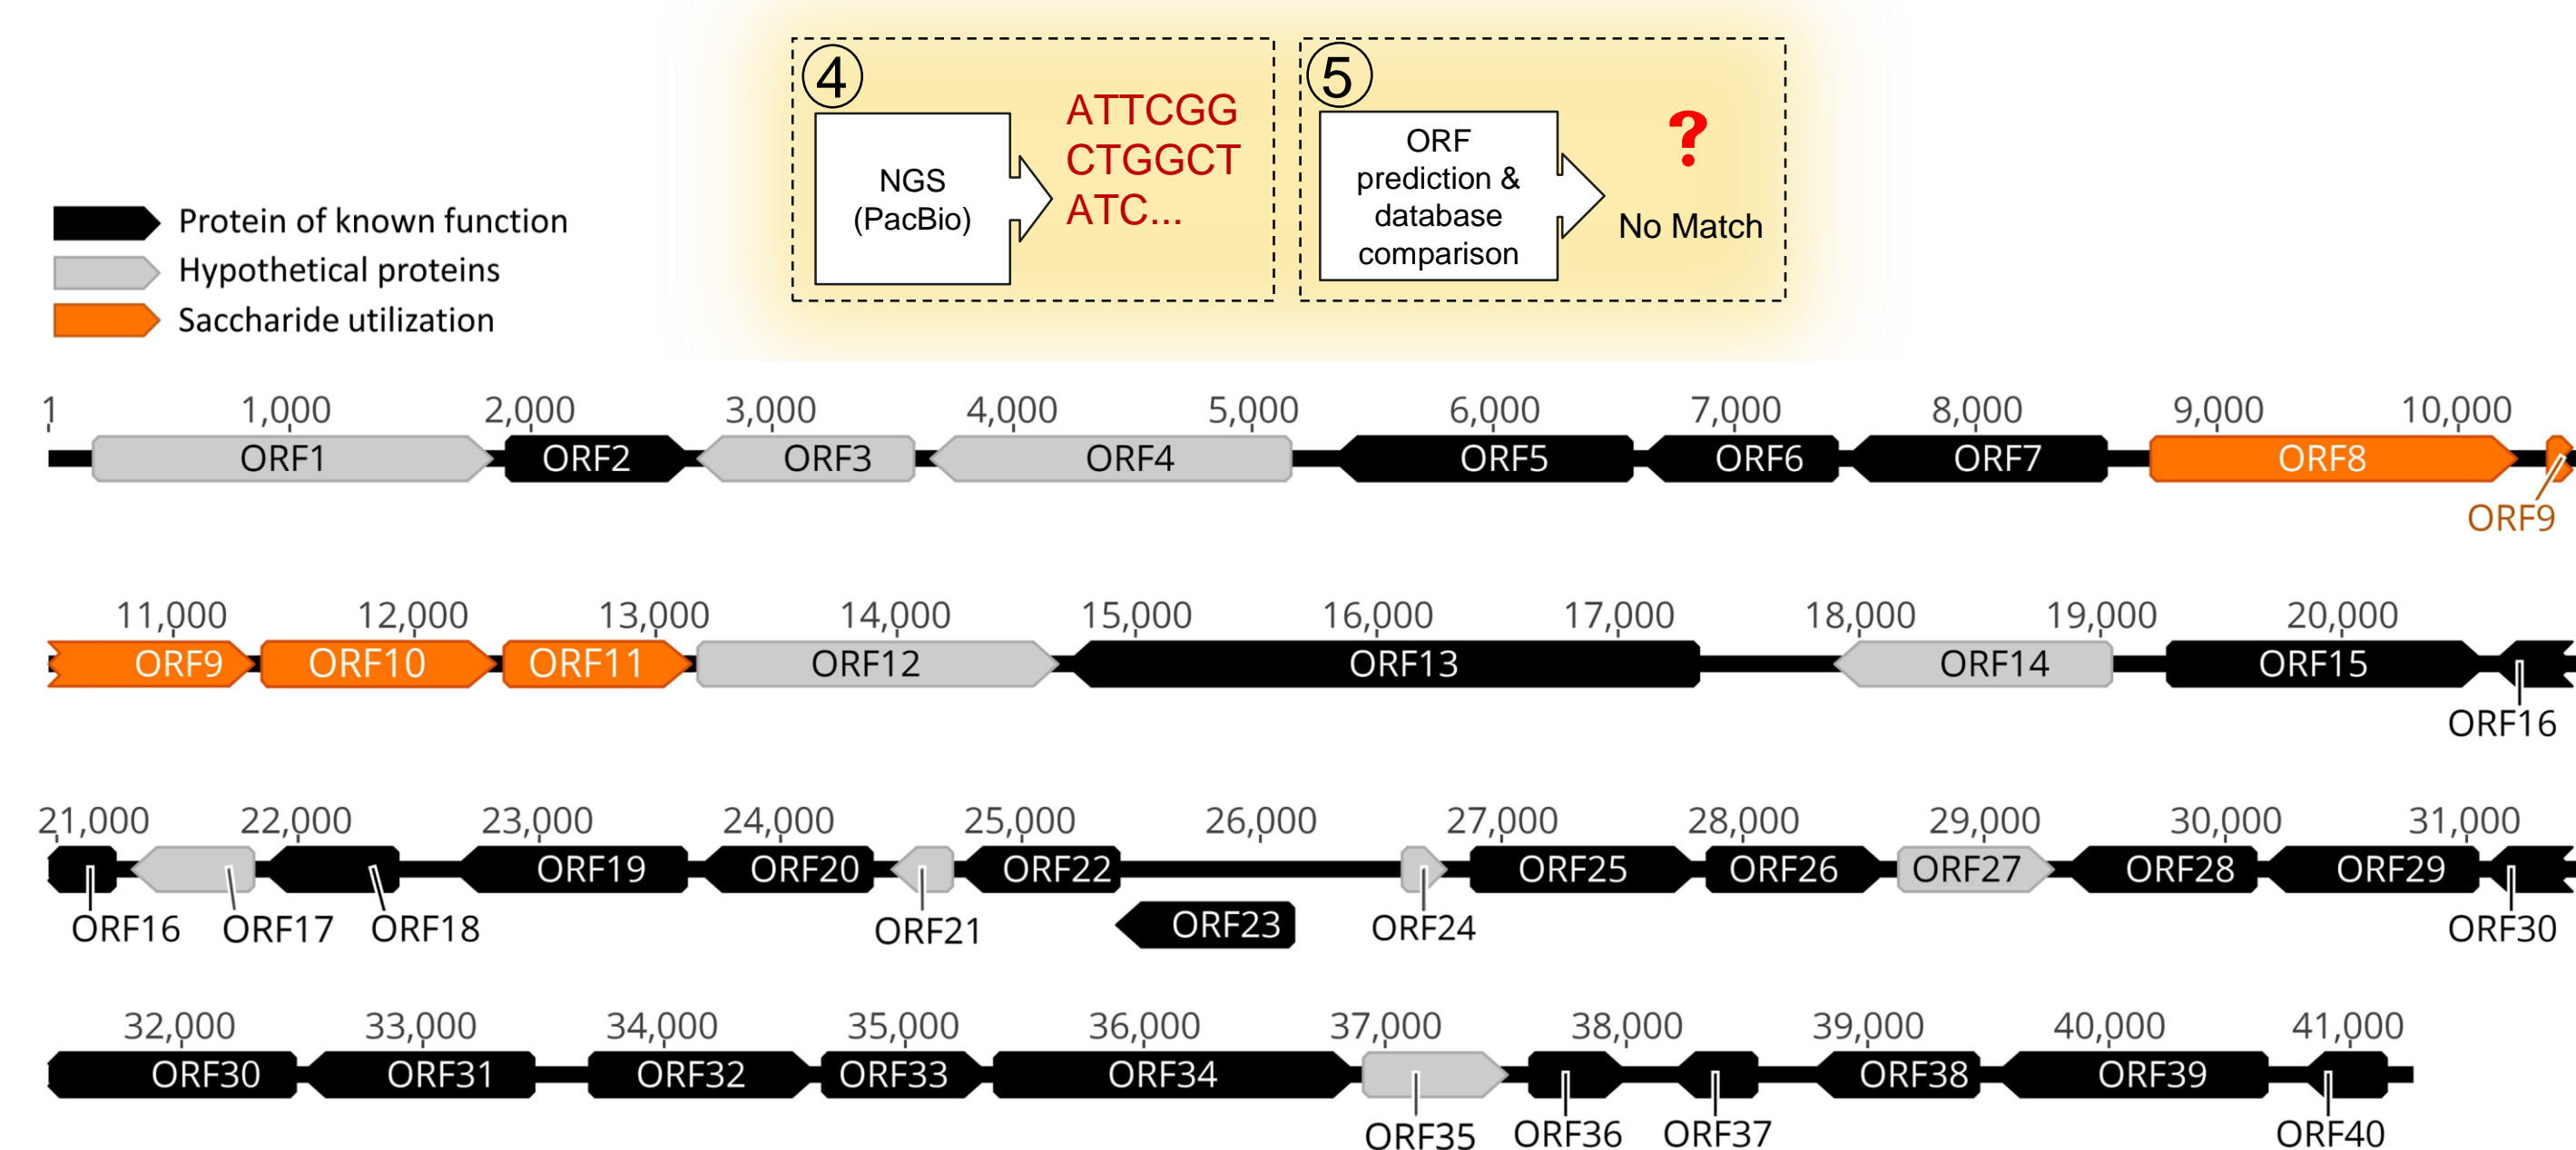 ④
NGS
(PacBio)
ATTCGG
CTGGCT
ATC...
⑤
ORF
prediction &
database
comparison
?
No Match
Protein of known function
Hypothetical proteins
Saccharide utilization
1 1,000 2,000 3,000 4,000 5,000 6,000 7,000 8,000 9,000 10,000
ORF1 ORF2 ORF3 ORF4 ORF5 ORF6 ORF7 ORF8
ORF9
11,000 12,000 13,000 14,000 15,000 16,000 17,000 18,000 19,000 20,000
ORF9 ORF10 ORF11 ORF12 ORF13 ORF14 ORF15
ORF16
21,000 22,000 23,000 24,000 25,000 26,000 27,000 28,000 29,000 30,000 31,000
ORF19 ORF20 ORF22 ORF25 ORF26 ORF27 ORF28 ORF29
ORF16 ORF17 ORF18 ORF21 ORF23 ORF24 ORF30
32,000 33,000 34,000 35,000 36,000 37,000 38,000 39,000 40,000 41,000
ORF30 ORF31 ORF32 ORF33 ORF34 ORF38 ORF39
ORF35 ORF36 ORF37 ORF40